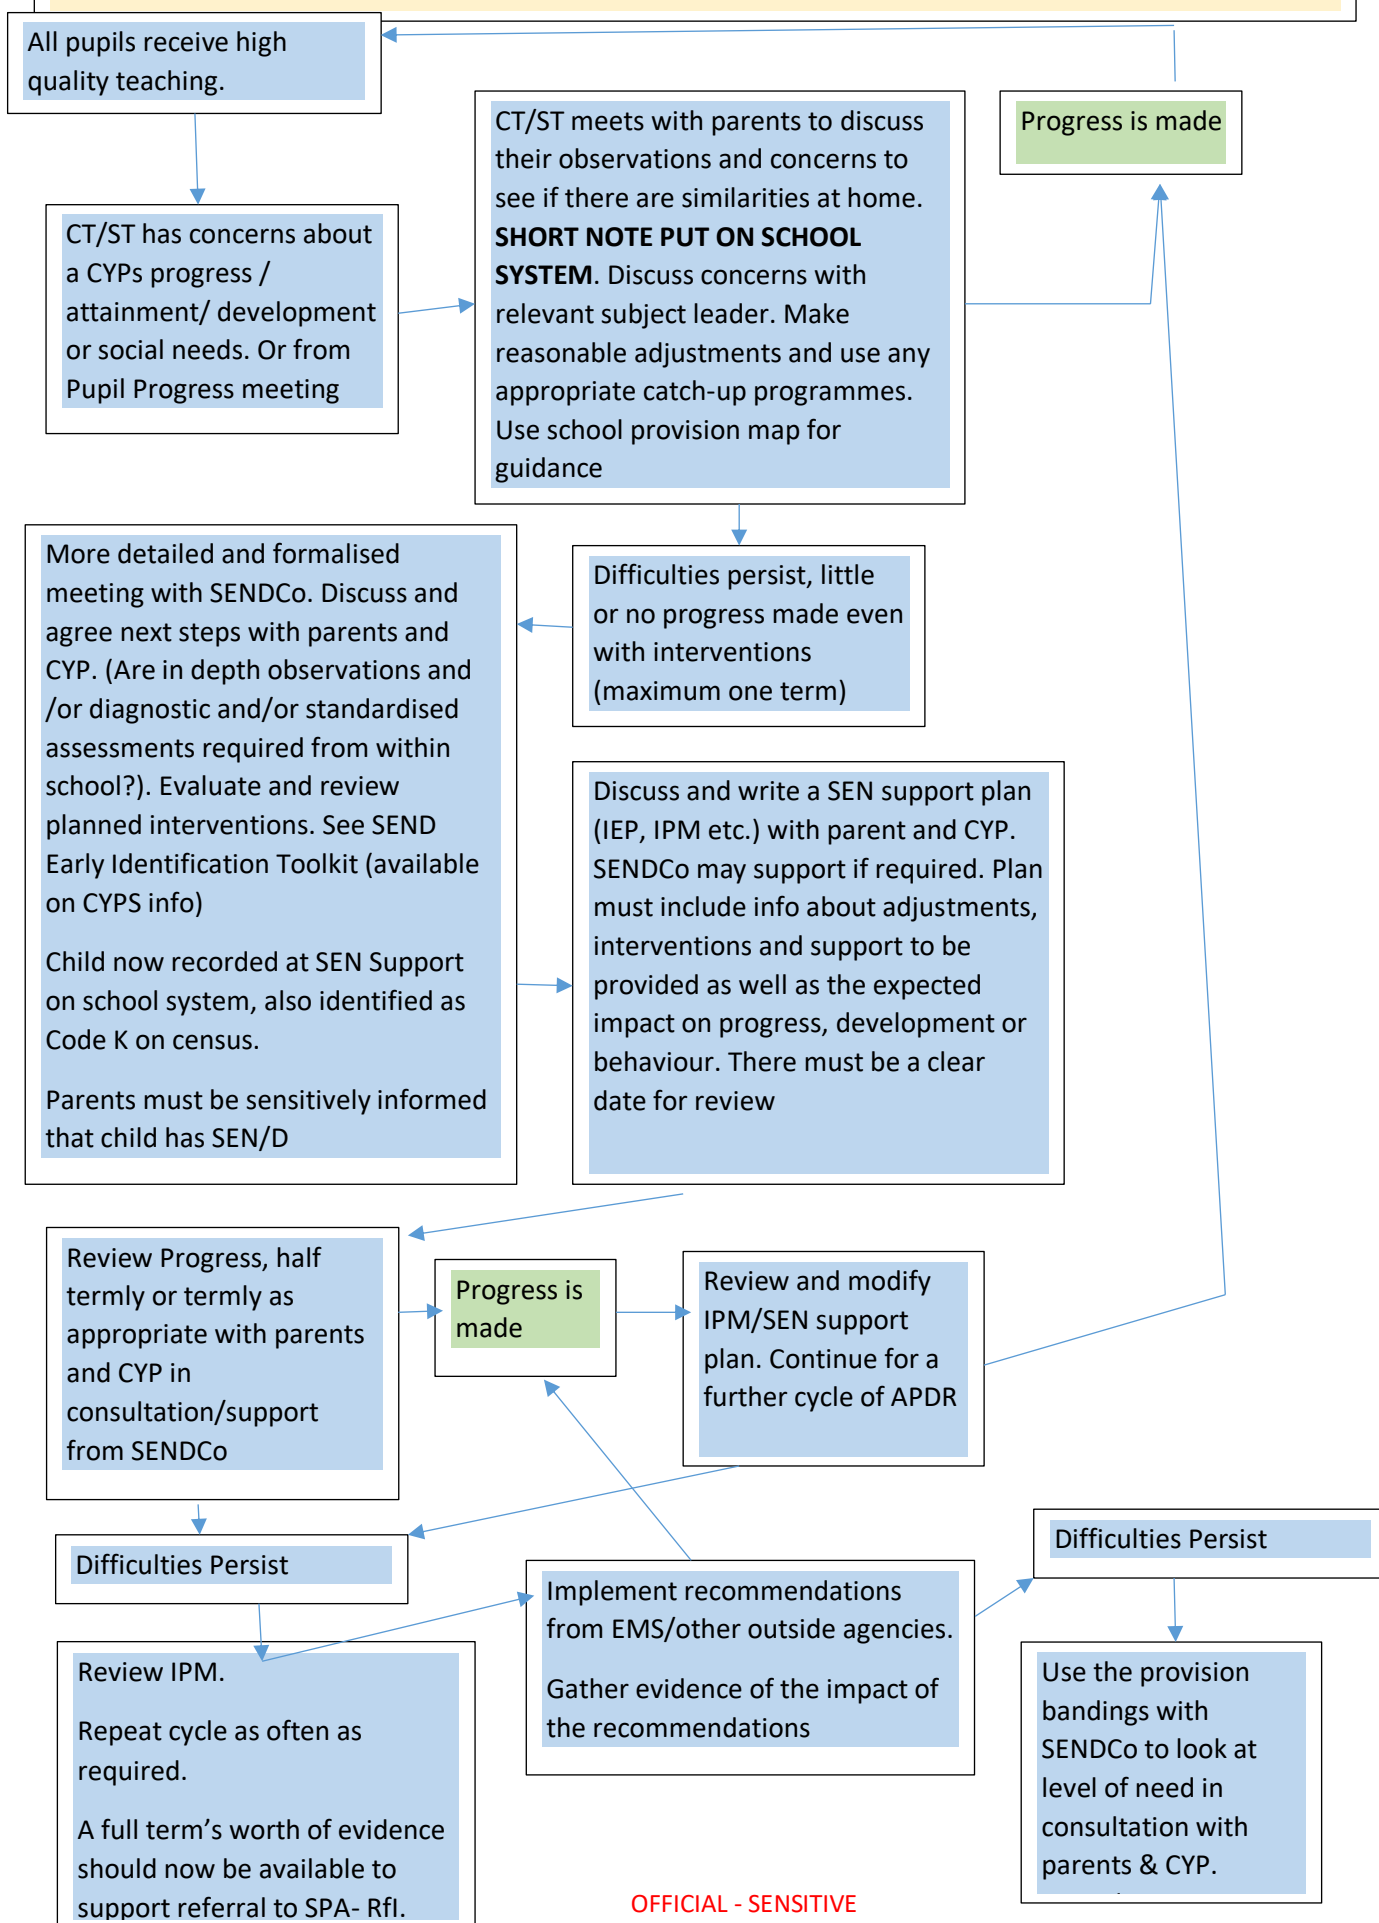 All pupils receive high
quality teaching.
CT/ST meets with parents to discuss
their observations and concerns to
see if there are similarities at home.
SHORT NOTE PUT ON SCHOOL
SYSTEM. Discuss concerns with
relevant subject leader. Make
reasonable adjustments and use any
appropriate catch-up programmes.
Use school provision map for
guidance
Progress is made
CT/ST has concerns about
a CYPs progress /
attainment/ development
or social needs. Or from
Pupil Progress meeting
More detailed and formalised
meeting with SENDCo. Discuss and
agree next steps with parents and
CYP. (Are in depth observations and
/or diagnostic and/or standardised
assessments required from within
school?). Evaluate and review
planned interventions. See SEND
Early Identification Toolkit (available
on CYPS info)
Child now recorded at SEN Support
on school system, also identified as
Code K on census.
Parents must be sensitively informed
that child has SEN/D
Difficulties persist, little
or no progress made even
with interventions
(maximum one term)
Discuss and write a SEN support plan
(IEP, IPM etc.) with parent and CYP.
SENDCo may support if required. Plan
must include info about adjustments,
interventions and support to be
provided as well as the expected
impact on progress, development or
behaviour. There must be a clear
date for review
Review Progress, half
termly or termly as
appropriate with parents
and CYP in
consultation/support
from SENDCo
Progress is
made
Review and modify
IPM/SEN support
plan. Continue for a
further cycle of APDR
Difficulties Persist
Implement recommendations
from EMS/other outside agencies.
Gather evidence of the impact of
the recommendations
Difficulties Persist
Review IPM.
Repeat cycle as often as
required.
A full term’s worth of evidence
should now be available to
support referral to SPA- RfI.
Use the provision
bandings with
SENDCo to look at
level of need in
consultation with
parents & CYP.
OFFICIAL - SENSITIVE